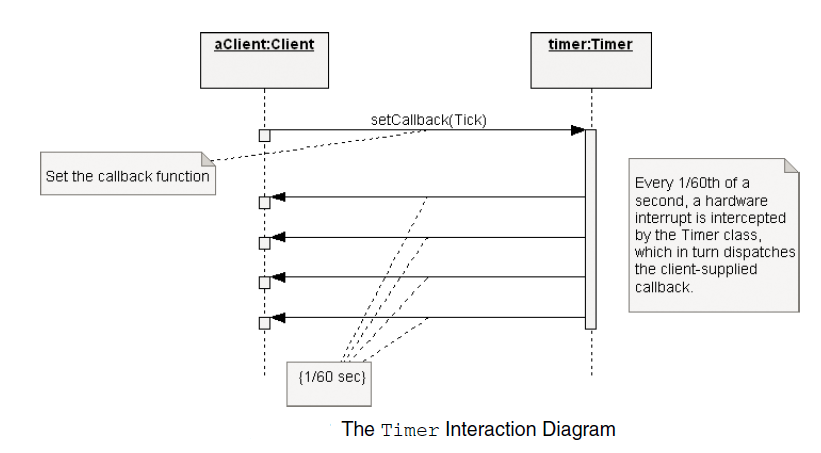 aClient:Client
timer:Timer
setCallback(Tick)
Set the callback function
Every 1/60th of a
second, a hardware
interrupt is intercepted
by the Timer class,
which in turn dispatches
the client-supplied
callback.
{1/60 sec}
The Timer Interaction Diagram